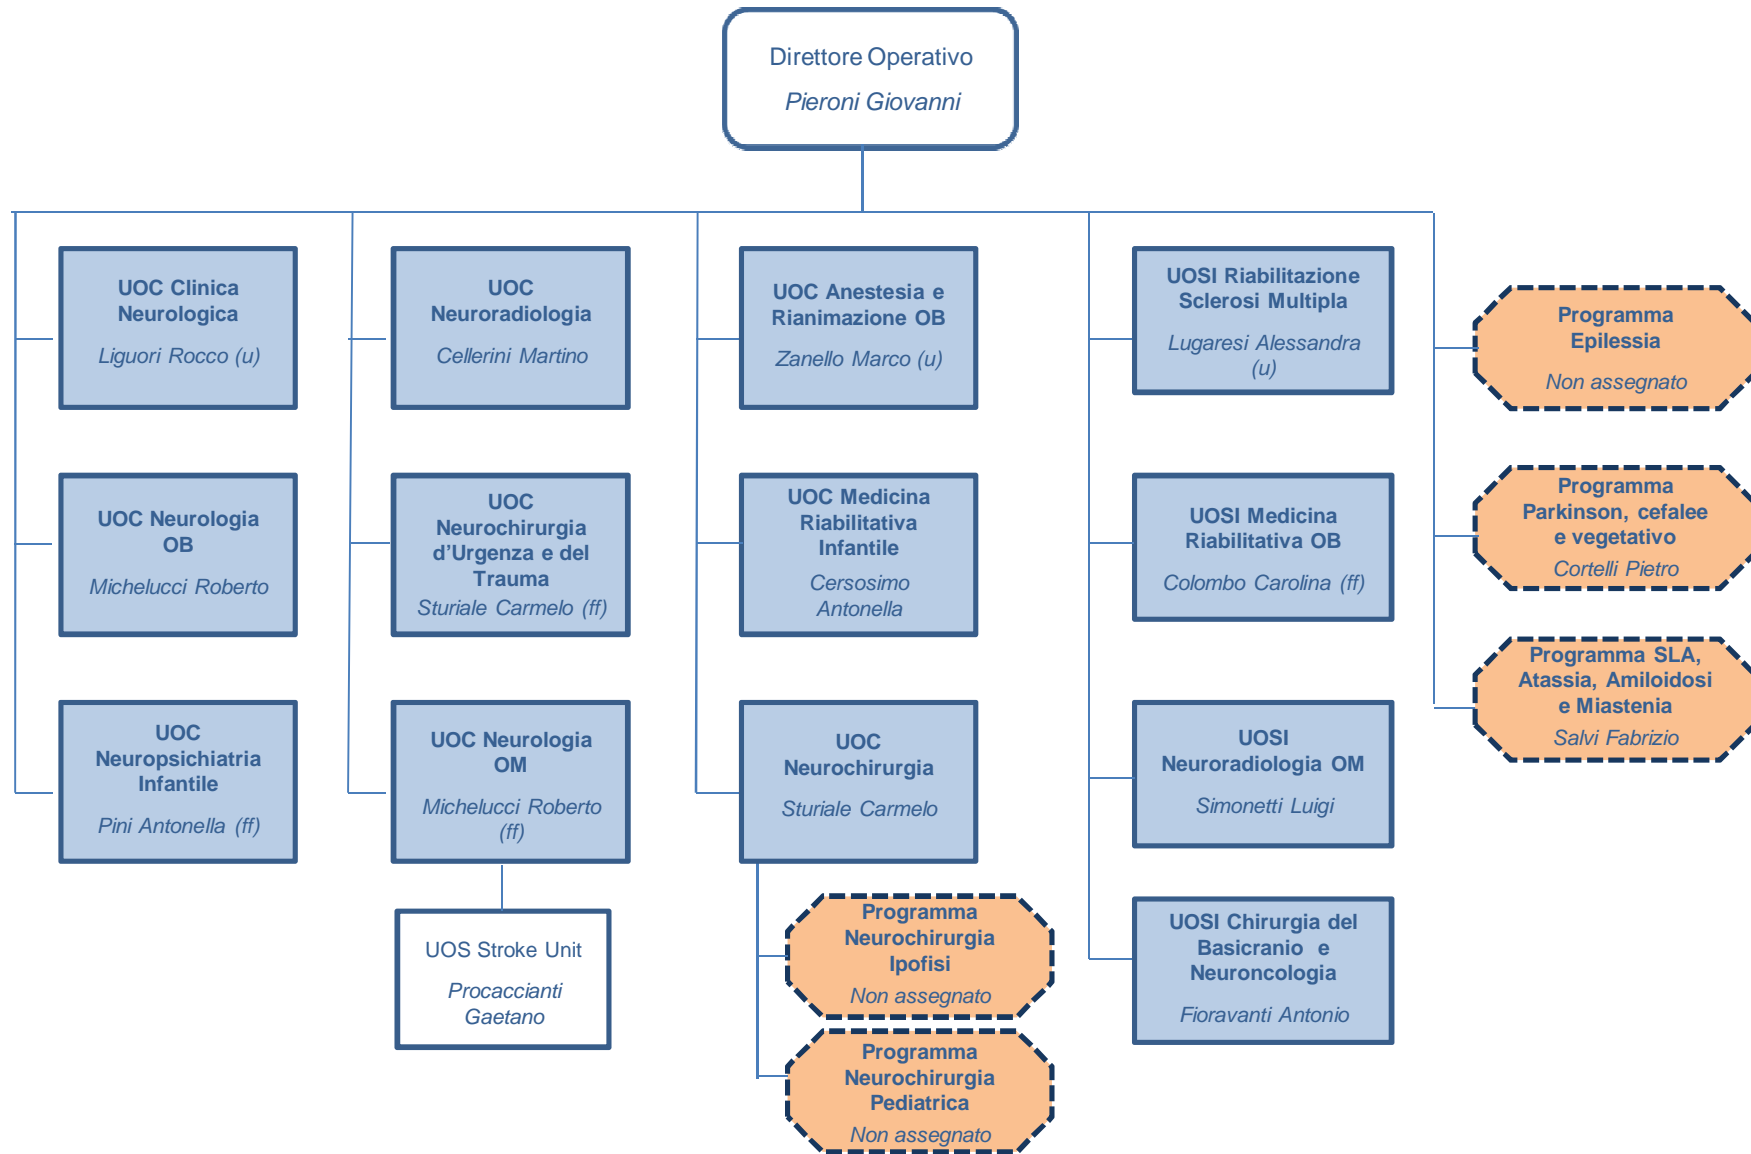 Direttore Operativo
Pieroni Giovanni
UOC Clinica
Neurologica
Liguori Rocco (u)
UOC
Neuroradiologia
Cellerini Martino
UOC Anestesia e
Rianimazione OB
Zanello Marco (u)
UOSI Riabilitazione
Sclerosi Multipla
Lugaresi Alessandra
(u)
Programma
Epilessia
Non assegnato
UOC Neurologia
OB
Michelucci Roberto
UOC
Neurochirurgia
d’Urgenza e del
Trauma
Sturiale Carmelo (ff)
UOC Medicina
Riabilitativa
Infantile
Cersosimo
Antonella
UOSI Medicina
Riabilitativa OB
Colombo Carolina (ff)
Programma
Parkinson, cefalee
e vegetativo
Cortelli Pietro
UOC
Neuropsichiatria
Infantile
Pini Antonella (ff)
UOC Neurologia
OM
Michelucci Roberto
(ff)
UOC
Neurochirurgia
Sturiale Carmelo
UOSI
Neuroradiologia OM
Simonetti Luigi
Programma SLA,
Atassia, Amiloidosi
e Miastenia
Salvi Fabrizio
UOS Stroke Unit
Procaccianti
Gaetano
Programma
Neurochirurgia
Ipofisi
Non assegnato
UOSI Chirurgia del
Basicranio e
Neuroncologia
Fioravanti Antonio
Programma
Neurochirurgia
Pediatrica
Non assegnato